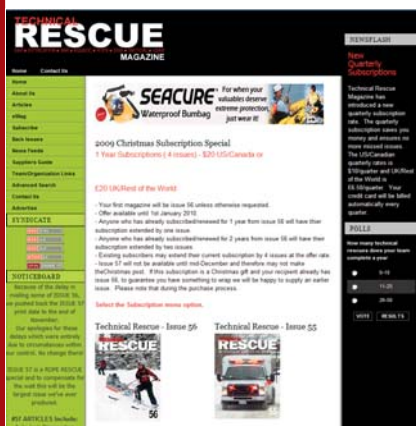 TECHNICAL
RESCUE
MAGAZINE
Home Contact Us
Home
About Us
Articles
eMag
Subscribe
Back Issues
News Feeds
Suppliers Guide
Team/Organisation Links
Advanced Search
Contact Us
Advertise
SYNDICATE
NOTICEBOARD
Because of the delay in
mailing some of ISSUE 56,
we pushed back the ISSUE 57
print date to the end of
November.
Our apologies for these
delays which were entirely
due to circumstances within
our control. No change there!
ISSUE 57 is a ROPE RESCUE
special and to compensate for
the wait this will be the
largest issue we've ever
produced.
#57 ARTICLES Include:
SEACURE
Waterproof Bumbag
For when your
valuables deserve
extreme protection,
just wear it!
2009 Christmas Subscription Special
1 Year Subscriptions ( 4 issues) - $20 US/Canada or
£20 UK/Rest of the World
- Your first magazine will be issue 56 unless otherwise requested.
- Offer available until 1st January 2010.
- Anyone who has already subscribed/renewed for 1 year from issue 56 will have their
subscription extended by one issue.
- Anyone who has already subscribed/renewed for 2 years from issue 56 will have their
subscription extended by two issues.
- Existing subscribers may extend their current subscription by 4 issues at the offer rate.
- Issue 57 will not be available until mid-December and therefore may not make
theChristmas post. If this subscription is a Christmas gift and your recipient already has
issue 56, to guarantee you have something to wrap we will be happy to supply an earlier
issue. Please note that during the purchase process.
Select the Subscription menu option.
Technical Rescue - Issue 56
Technical Rescue - Issue 55
RESCUE
56
RESCUE
NEWSFLASH
New
Quarterly
Subscriptions
Technical Rescue
Magazine has
introduced a new
quarterly subscription
rate. The quarterly
subscription saves you
money and ensures no
more missed issues.
The US/Canadian
quarterly rates is
$10/quarter and UK/Rest
of the World is
£6.50/quarter. Your
credit card will be billed
automatically every
quarter.
POLLS
How many technical
rescues does your team
complete a year
0-10
11-25
26-50
VOTE RESULTS